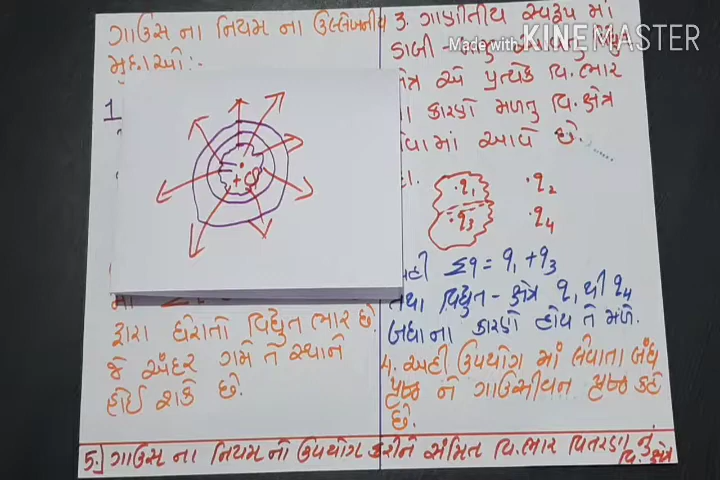 ગાઉસ ના નિયમ ના ઉલ્લેખનીય
મુદ્દાઓ:-
1
+Q
માં
દ્વારા ઘેરાતો વિદ્યુત ભાર છે.
જે અંદર ગમે તે સ્થાને
હોઈ શકે છે.
3. ગાણીતીય સ્વરૂપ માં
ડાબી -
Made with KINEMASTER
એ પ્રત્યેક વિ. ભાર
ના કારણે મળતુ વિ. ક્ષેત્ર
લેવામાં આવે છે.
દા.
.q₁ .q₂
.q₃ .q₄
અહી Σq = q₁ + q₃
તથા વિદ્યુત-ક્ષેત્ર q₁ થી q₄
બધાના કારણે હોય તે મળે.
4. અહી ઉપયોગ માં લેવાતા બંધ
પૃષ્ઠ ને ગાઉસીયન પૃષ્ઠ કહે
છે.
5. ગાઉસ ના નિયમ નો ઉપયોગ કરીને સંમિત વિ. ભાર વિતરણ નું
વિ. ક્ષેત્ર